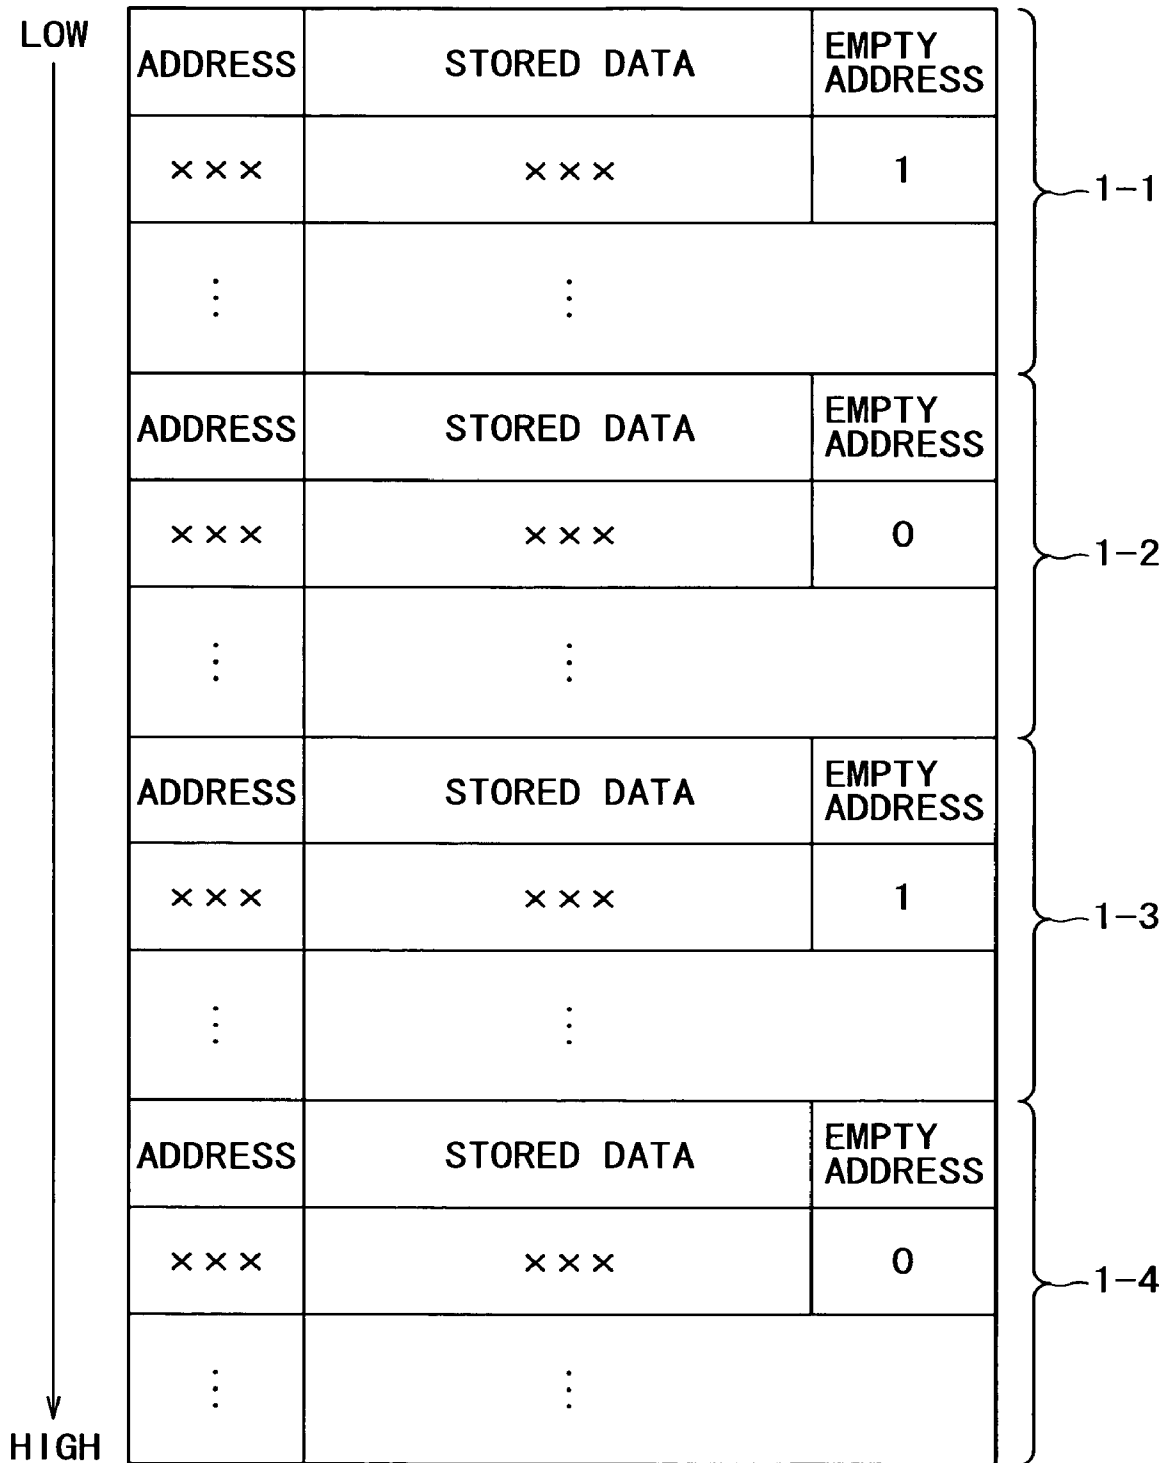 LOW
ADDRESS STORED DATA EMPTY
ADDRESS
××× ××× 1
1-1
⋮ ⋮
ADDRESS STORED DATA EMPTY
ADDRESS
××× ××× 0
1-2
⋮ ⋮
ADDRESS STORED DATA EMPTY
ADDRESS
××× ××× 1
1-3
⋮ ⋮
ADDRESS STORED DATA EMPTY
ADDRESS
××× ××× 0
1-4
⋮ ⋮
HIGH